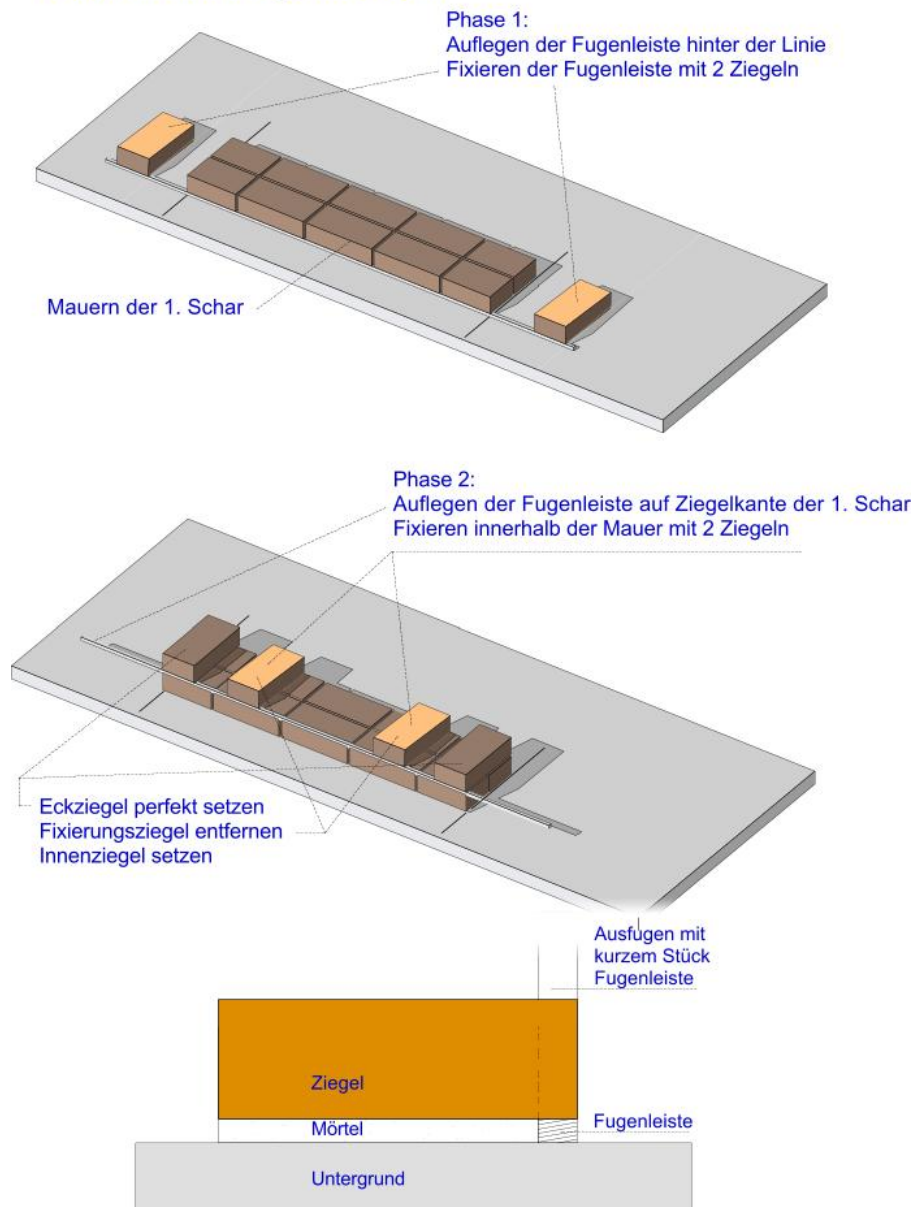 Phase 1:
Auflegen der Fugenleiste hinter der Linie
Fixieren der Fugenleiste mit 2 Ziegeln
Mauern der 1. Schar
Phase 2:
Auflegen der Fugenleiste auf Ziegelkante der 1. Schar
Fixieren innerhalb der Mauer mit 2 Ziegeln
Eckziegel perfekt setzen
Fixierungsziegel entfernen
Innenziegel setzen
Ausfugen mit
kurzem Stück
Fugenleiste
Ziegel
Mörtel
Fugenleiste
Untergrund